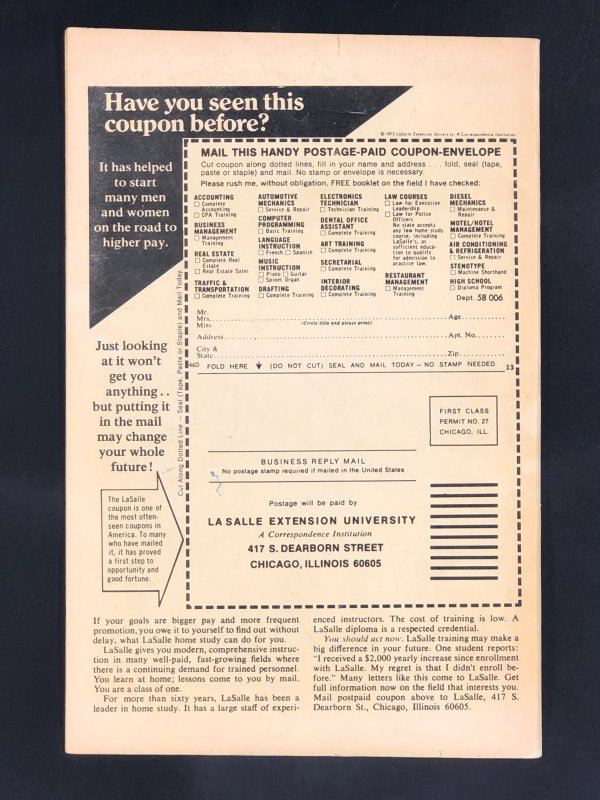 Have you seen this
coupon before?
© 1972 LaSalle Extension University. A Correspondence Institution
It has helped
to start
many men
and women
on the road to
higher pay.
MAIL THIS HANDY POSTAGE-PAID COUPON-ENVELOPE
Cut coupon along dotted lines, fill in your name and address . . . fold, seal (tape,
paste or staple) and mail. No stamp or envelope is necessary.
Please rush me, without obligation, FREE booklet on the field I have checked:
ACCOUNTING
☐ Complete
Accounting
☐ CPA Training
BUSINESS
MANAGEMENT
☐ Management
Training
REAL ESTATE
☐ Complete Real
Estate
☐ Real Estate Sales
TRAFFIC &
TRANSPORTATION
☐ Complete Training
AUTOMOTIVE
MECHANICS
☐ Service & Repair
COMPUTER
PROGRAMMING
☐ Basic Training
LANGUAGE
INSTRUCTION
☐ French ☐ Spanish
MUSIC
INSTRUCTION
☐ Piano ☐ Guitar
☐ Spinet Organ
DRAFTING
☐ Complete Training
ELECTRONICS
TECHNICIAN
☐ Technician Training
DENTAL OFFICE
ASSISTANT
☐ Complete Training
ART TRAINING
☐ Complete Training
SECRETARIAL
☐ Complete Training
INTERIOR
DECORATING
☐ Complete Training
LAW COURSES
☐ Law for Executive
Leadership
☐ Law for Police
Officers
No state accepts
any law home study
course, including
LaSalle's, as
sufficient educa-
tion to qualify
for admission to
practice law.
RESTAURANT
MANAGEMENT
☐ Management
Training
DIESEL
MECHANICS
☐ Maintenance &
Repair
MOTEL/HOTEL
MANAGEMENT
☐ Complete Training
AIR CONDITIONING
& REFRIGERATION
☐ Service & Repair
STENOTYPE
☐ Machine Shorthand
HIGH SCHOOL
☐ Diploma Program
Dept. 58 006
Mr.
Mrs. Age
Miss (Circle title and please print)
Address Apt. No.
City &
State Zip
46D FOLD HERE ↓ (DO NOT CUT) SEAL AND MAIL TODAY — NO STAMP NEEDED. 13
Cut Along Dotted Line — Seal (Tape, Paste or Staple) and Mail Today.
Just looking
at it won't
get you
anything . .
but putting it
in the mail
may change
your whole
future!
The LaSalle
coupon is one of
the most often-
seen coupons in
America. To many
who have mailed
it, it has proved
a first step to
opportunity and
good fortune.
FIRST CLASS
PERMIT NO. 27
CHICAGO, ILL.
BUSINESS REPLY MAIL
No postage stamp required if mailed in the United States
Postage will be paid by
LA SALLE EXTENSION UNIVERSITY
A Correspondence Institution
417 S. DEARBORN STREET
CHICAGO, ILLINOIS 60605
If your goals are bigger pay and more frequent
promotion, you owe it to yourself to find out without
delay, what LaSalle home study can do for you.
LaSalle gives you modern, comprehensive instruc-
tion in many well-paid, fast-growing fields where
there is a continuing demand for trained personnel.
You learn at home; lessons come to you by mail.
You are a class of one.
For more than sixty years, LaSalle has been a
leader in home study. It has a large staff of experi-
enced instructors. The cost of training is low. A
LaSalle diploma is a respected credential.
You should act now. LaSalle training may make a
big difference in your future. One student reports:
"I received a $2,000 yearly increase since enrollment
with LaSalle. My regret is that I didn't enroll be-
fore." Many letters like this come to LaSalle. Get
full information now on the field that interests you.
Mail postpaid coupon above to LaSalle, 417 S.
Dearborn St., Chicago, Illinois 60605.